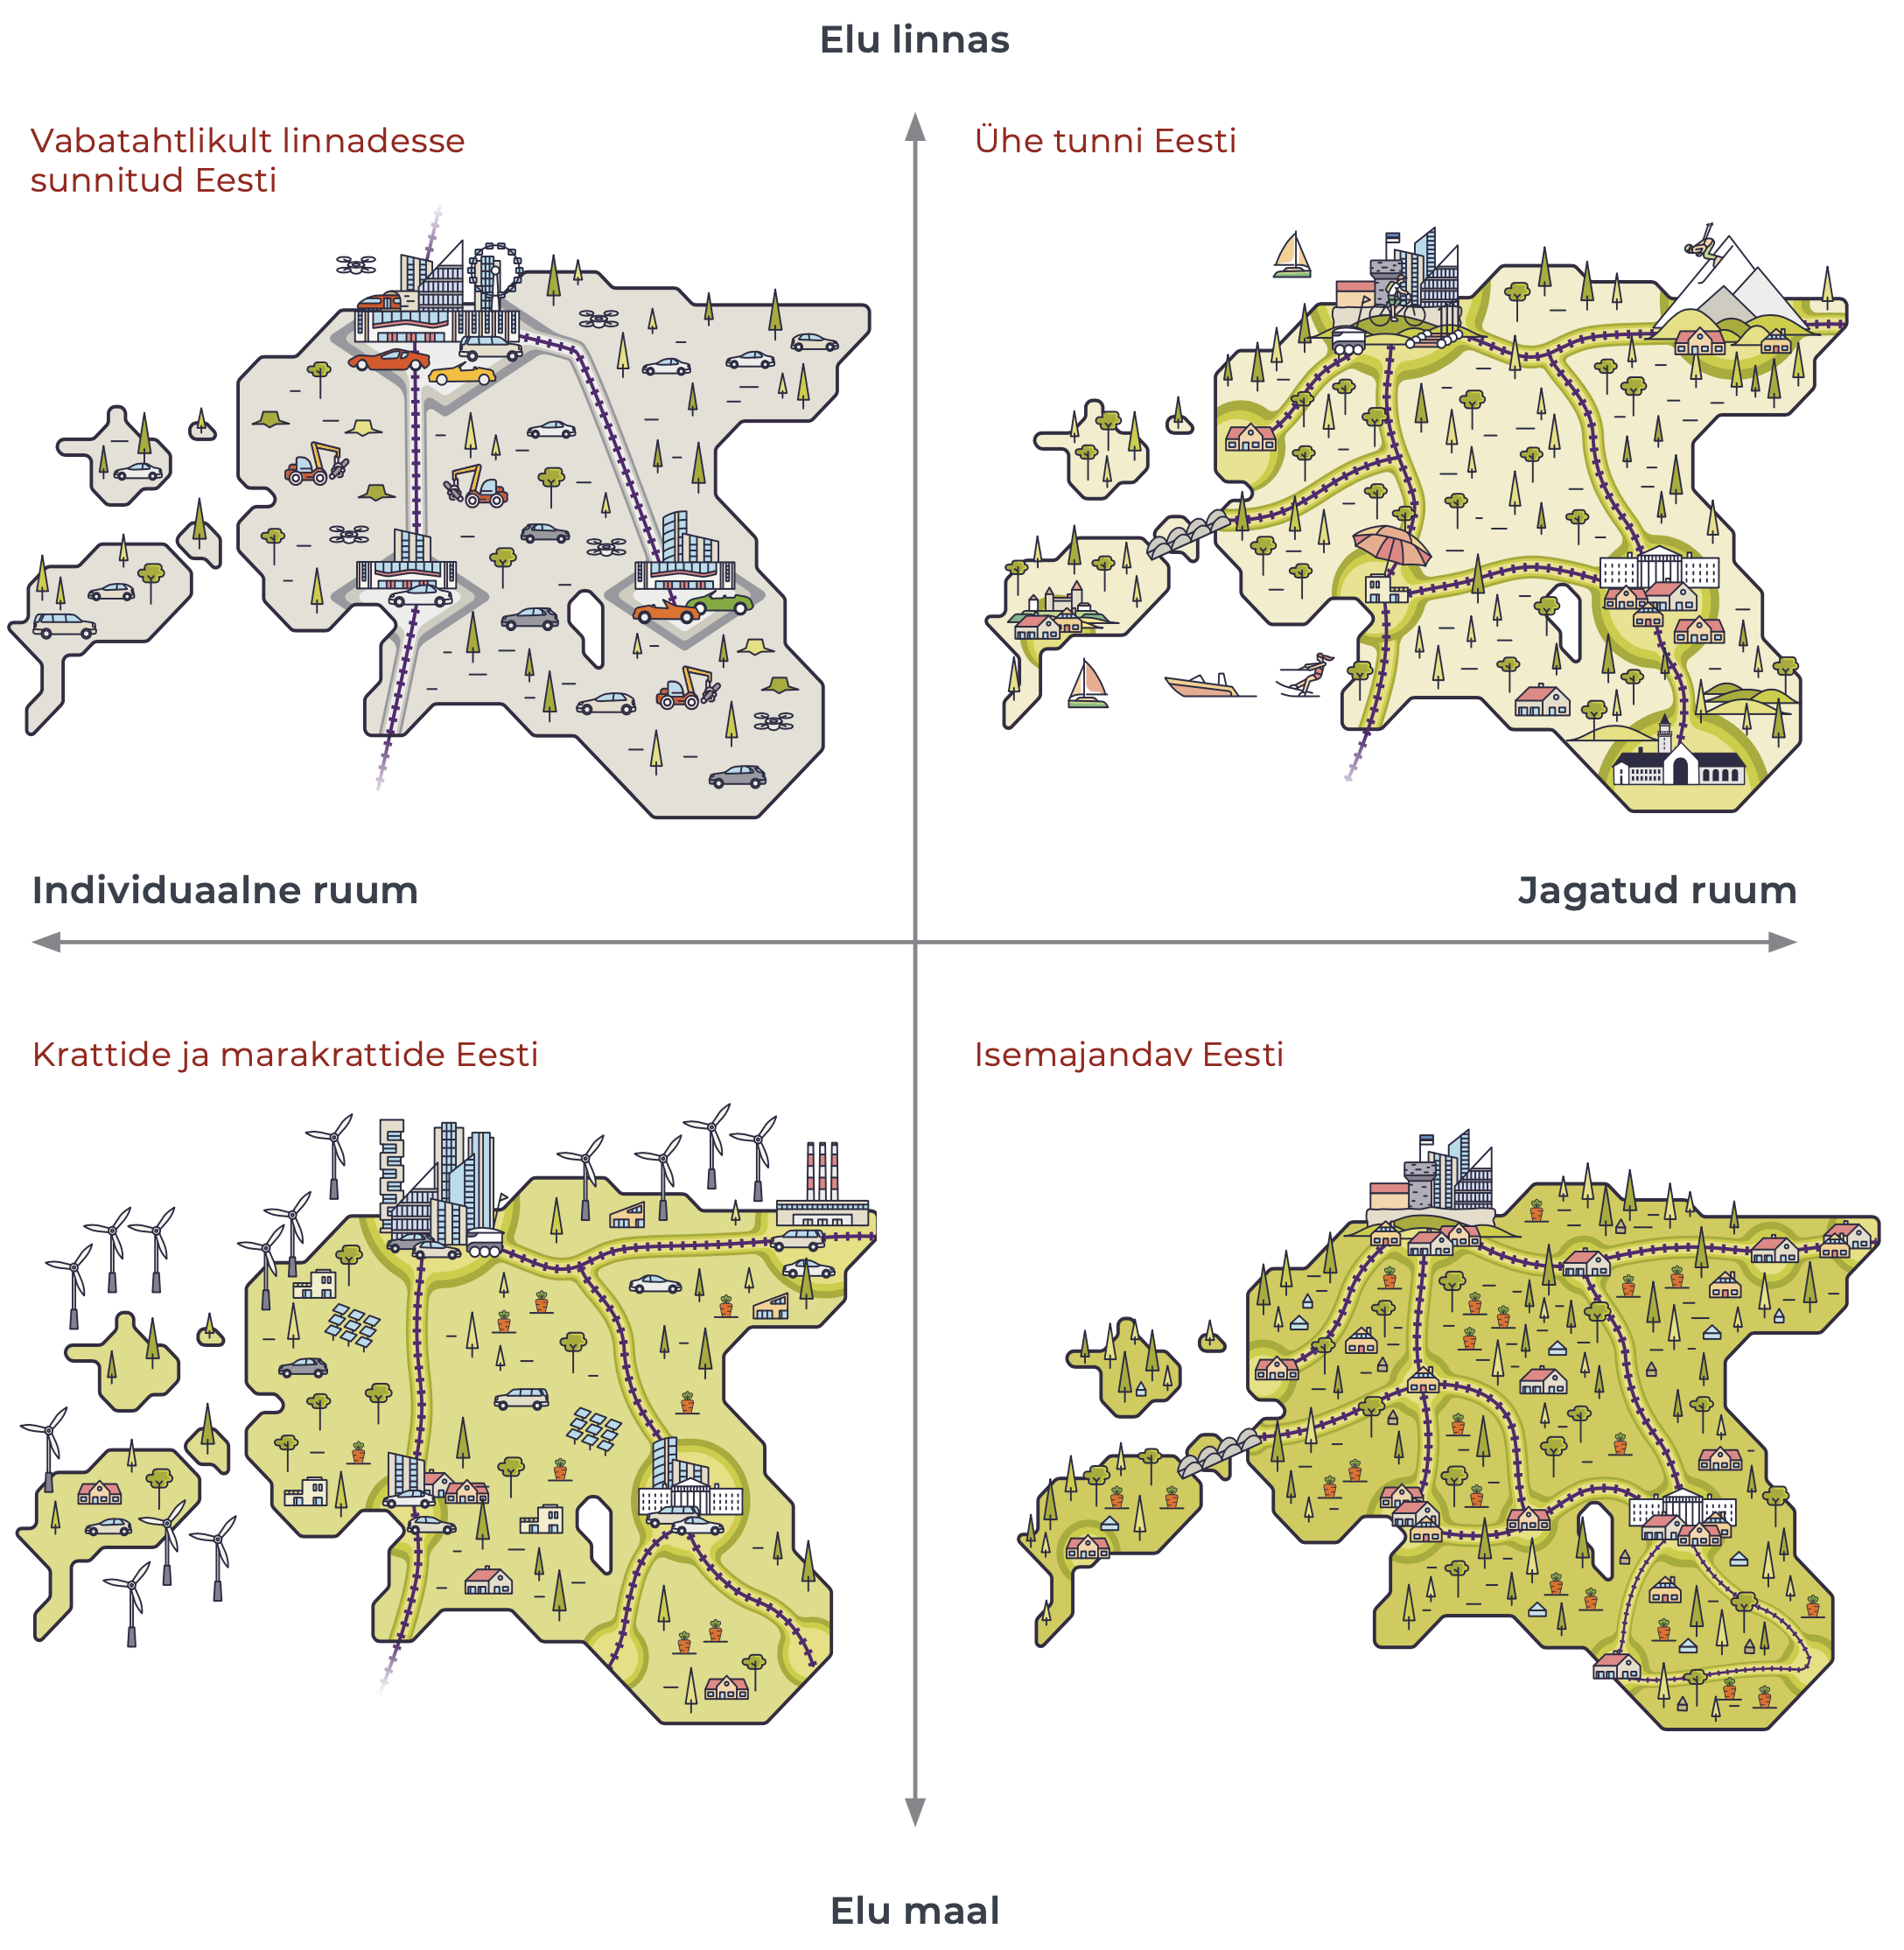 Elu linnas
Vabatahtlikult linnadesse
sunnitud Eesti
Ühe tunni Eesti
Individuaalne ruum
Jagatud ruum
Krattide ja marakrattide Eesti
Isemajandav Eesti
Elu maal